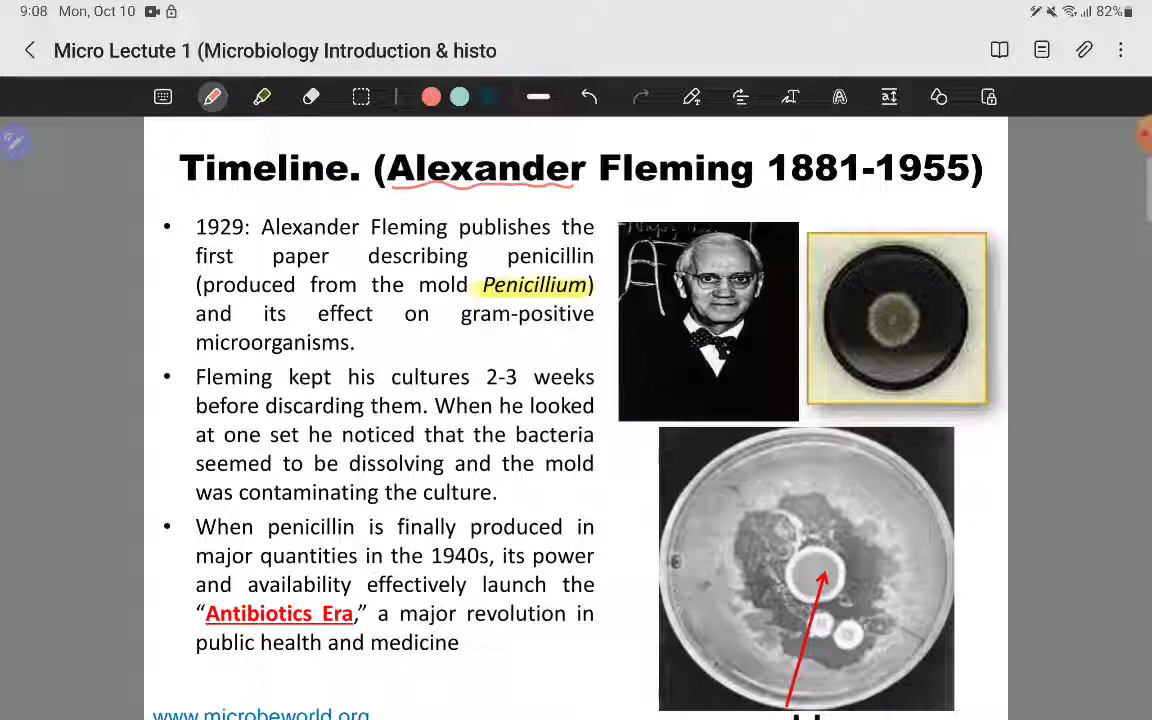 9:08 Mon, Oct 10
82%
Micro Lectute 1 (Microbiology Introduction & histo
Timeline. (Alexander Fleming 1881-1955)
• 1929: Alexander Fleming publishes the
first paper describing penicillin
(produced from the mold Penicillium)
and its effect on gram-positive
microorganisms.
• Fleming kept his cultures 2-3 weeks
before discarding them. When he looked
at one set he noticed that the bacteria
seemed to be dissolving and the mold
was contaminating the culture.
• When penicillin is finally produced in
major quantities in the 1940s, its power
and availability effectively launch the
“Antibiotics Era,” a major revolution in
public health and medicine
www.microbeworld.org